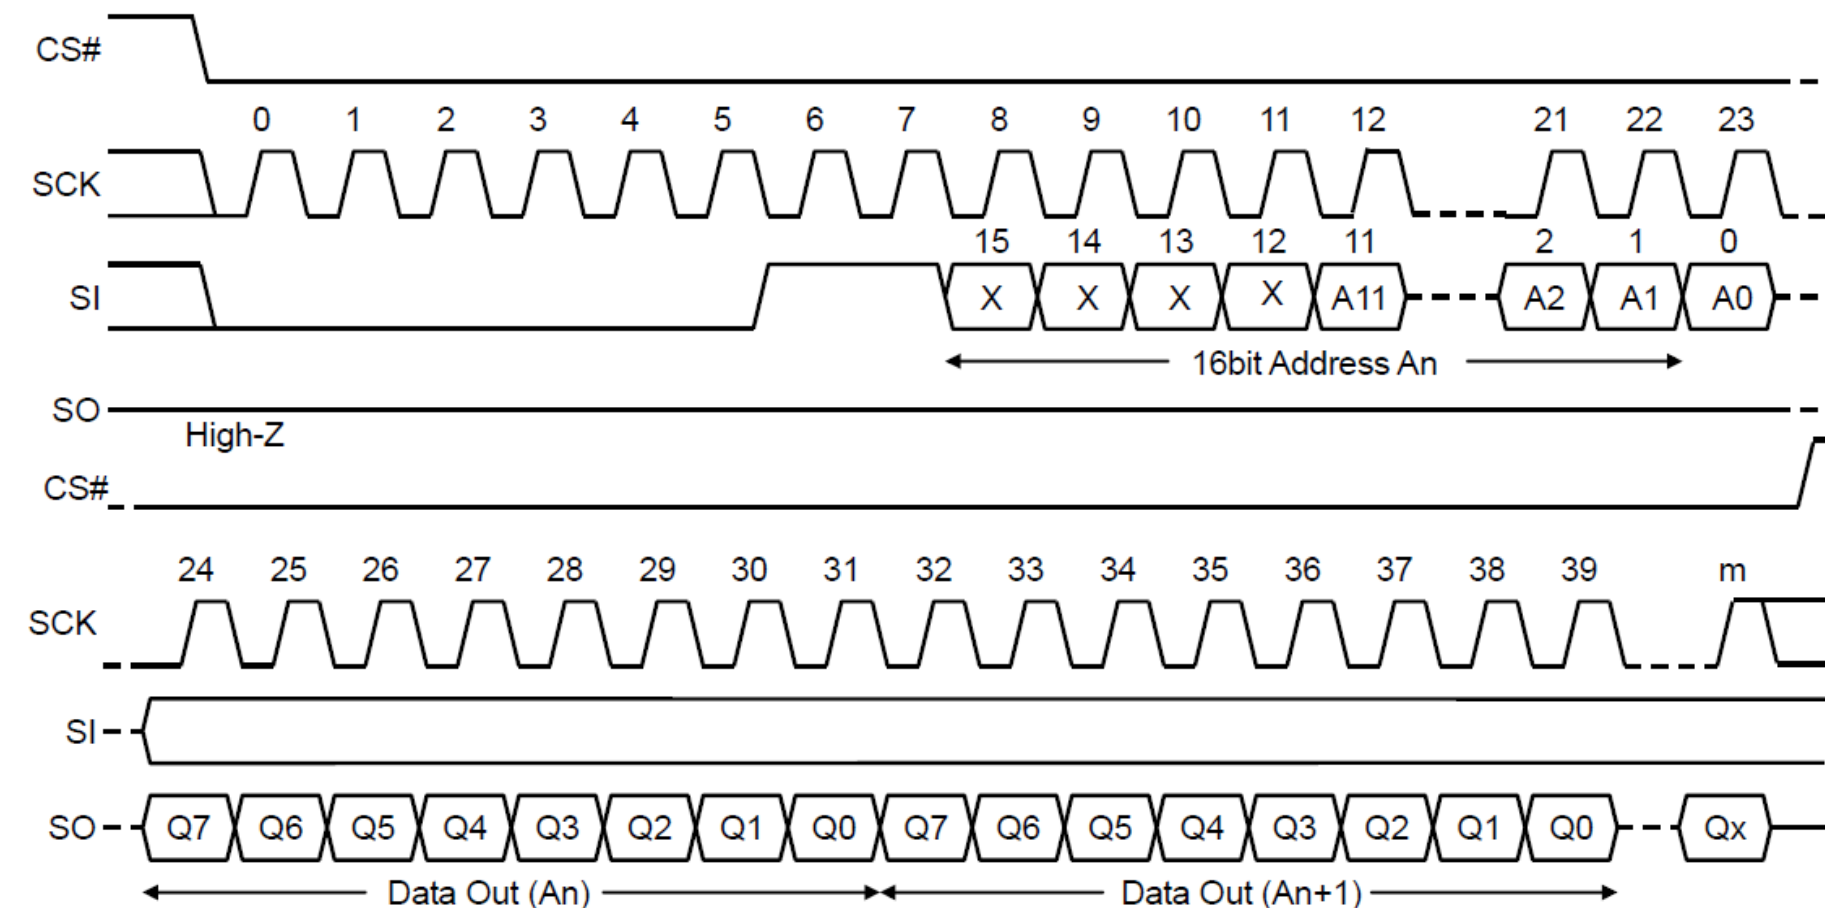 CS#
0 1 2 3 4 5 6 7 8 9 10 11 12 21 22 23
SCK
15 14 13 12 11 2 1 0
SI X X X X A11 A2 A1 A0
16bit Address An
SO
High-Z
CS#
24 25 26 27 28 29 30 31 32 33 34 35 36 37 38 39 m
SCK
SI
SO Q7 Q6 Q5 Q4 Q3 Q2 Q1 Q0 Q7 Q6 Q5 Q4 Q3 Q2 Q1 Q0 Qx
Data Out (An) Data Out (An+1)